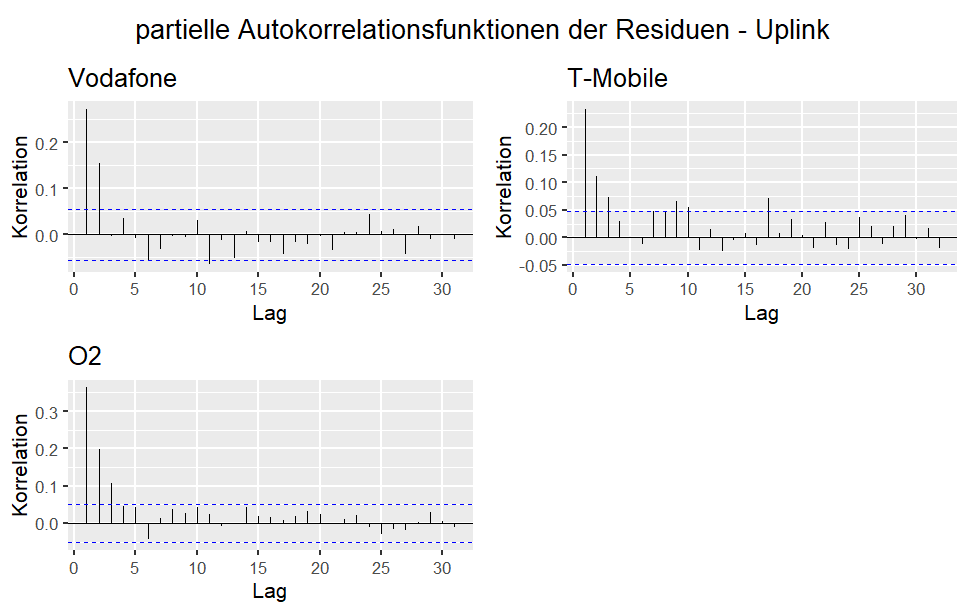 partielle Autokorrelationsfunktionen der Residuen - Uplink
Vodafone
Korrelation
0.2
0.1
0.0
0 5 10 15 20 25 30
Lag
T-Mobile
Korrelation
0.20
0.15
0.10
0.05
0.00
-0.05
0 5 10 15 20 25 30
Lag
O2
Korrelation
0.3
0.2
0.1
0.0
0 5 10 15 20 25 30
Lag